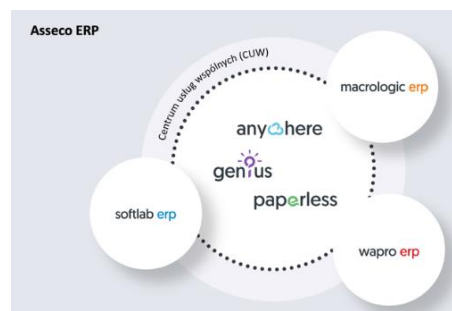 Asseco ERP
Centrum usług wspólnych (CUW)
macrologic erp
anywhere
genius
paperless
softlab erp
wapro erp